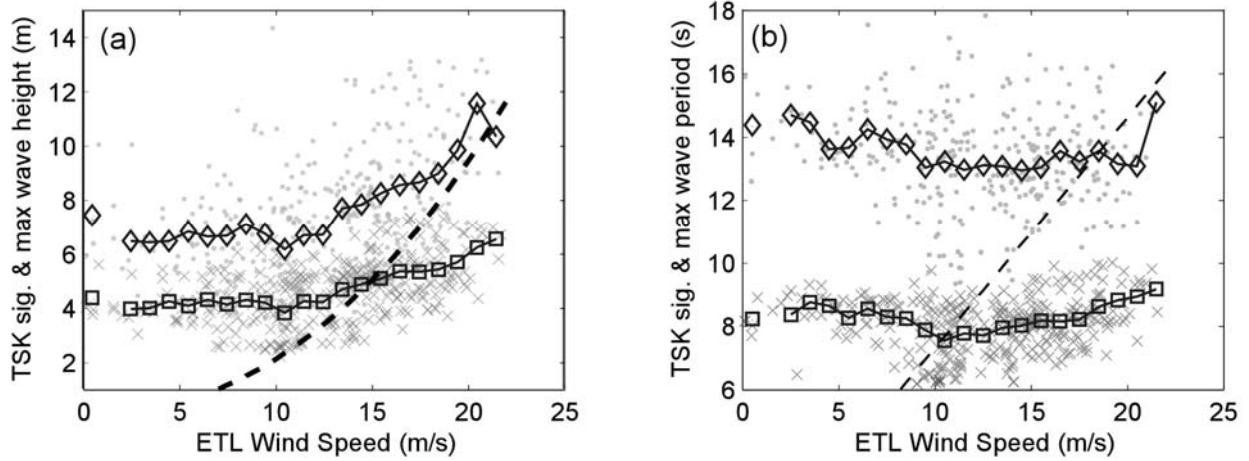 (a)
TSK sig. & max wave height (m)
14
12
10
8
6
4
2
0 5 10 15 20 25
ETL Wind Speed (m/s)
(b)
TSK sig. & max wave period (s)
18
16
14
12
10
8
6
0 5 10 15 20 25
ETL Wind Speed (m/s)